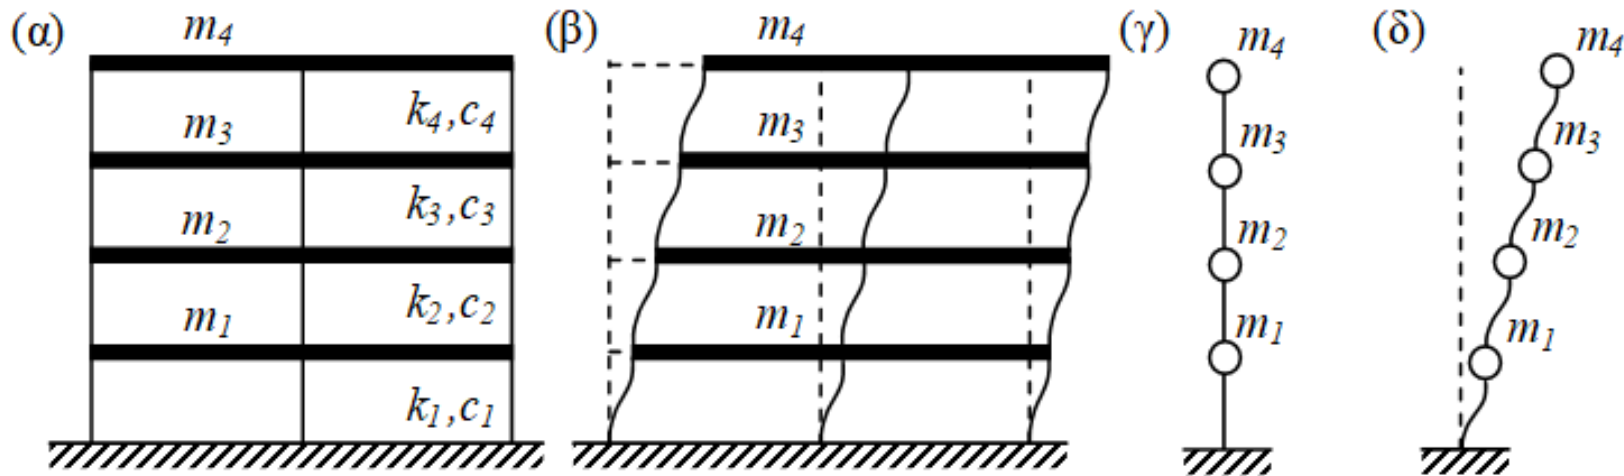 (α)
m₄
m₃
k₄,c₄
m₂
k₃,c₃
m₁
k₂,c₂
k₁,c₁
(β)
m₄
m₃
m₂
m₁
(γ)
m₄
m₃
m₂
m₁
(δ)
m₄
m₃
m₂
m₁